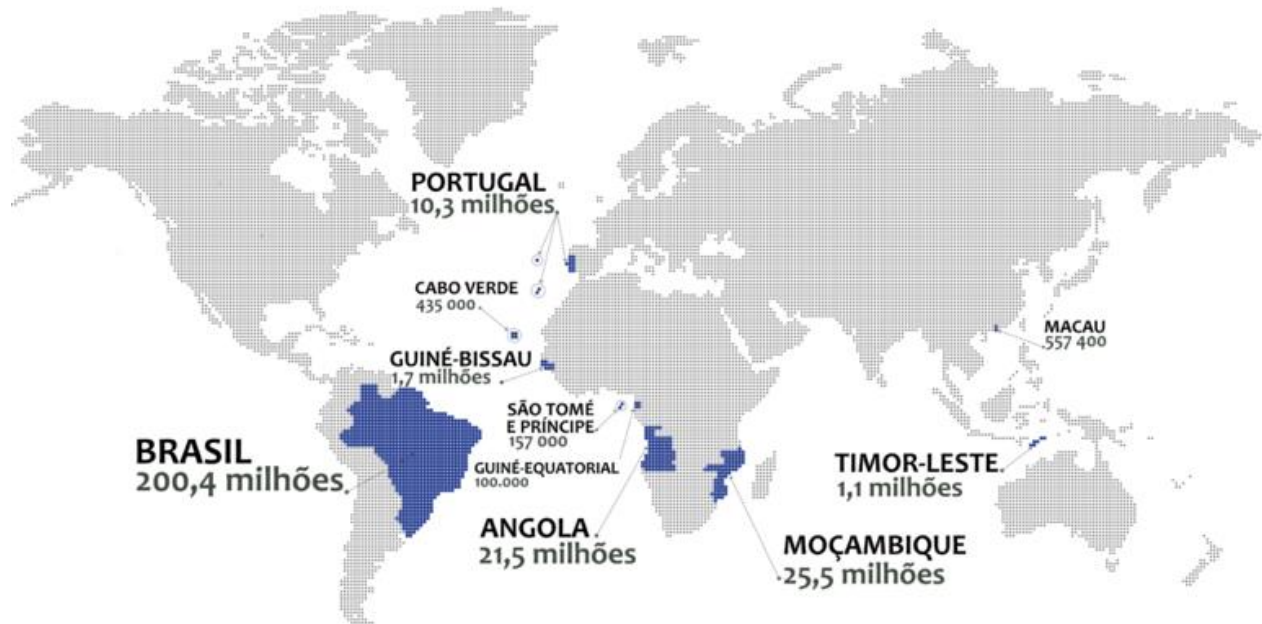 PORTUGAL
10,3 milhões
CABO VERDE
435 000
GUINÉ-BISSAU
1,7 milhões
MACAU
557 400
SÃO TOMÉ
E PRÍNCIPE
157 000
BRASIL
200,4 milhões
GUINÉ-EQUATORIAL
100.000
TIMOR-LESTE
1,1 milhões
ANGOLA
21,5 milhões
MOÇAMBIQUE
25,5 milhões